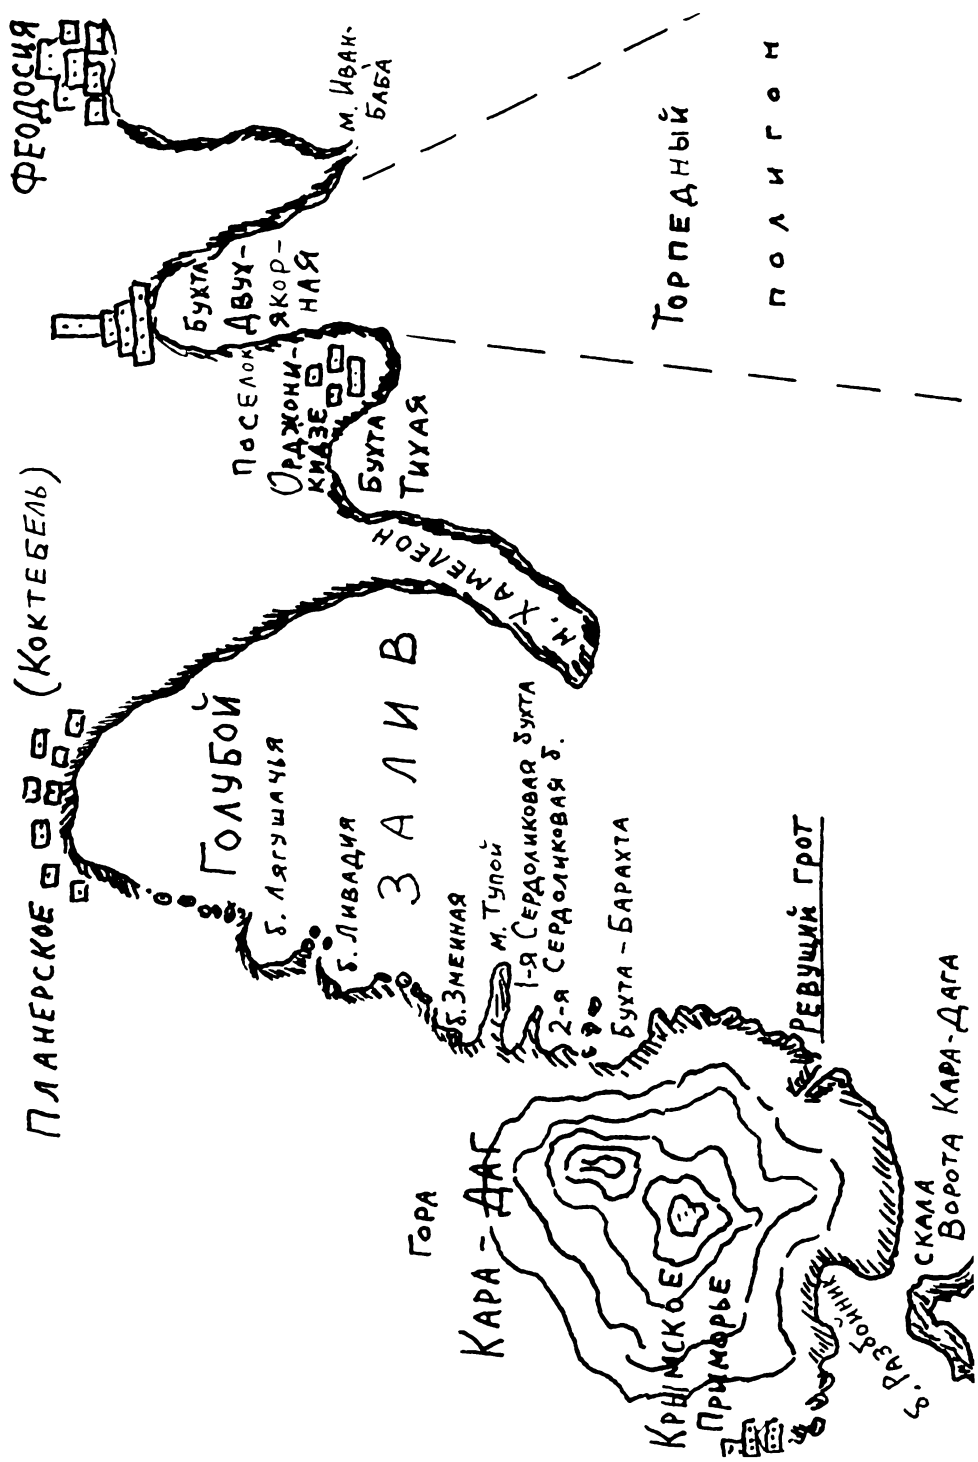 ФЕОДОСИЯ
м. ИВАН-
БАБА
БУХТА
ДВУХ-
ЯКОР-
НАЯ
ПОСЕЛОК
ОРДЖОНИ-
КИДЗЕ
БУХТА
ТИХАЯ
ТОРПЕДНЫЙ
ПОЛИГОН
ПЛАНЕРСКОЕ (КОКТЕБЕЛЬ)
м. ХАМЕЛЕОН
ГОЛУБОЙ
ЗАЛИВ
б. ЛЯГУШАЧЬЯ
б. ЛИВАДИЯ
б. ЗМЕИНАЯ
м. ТУПОЙ
1-я СЕРДОЛИКОВАЯ бухта
2-я СЕРДОЛИКОВАЯ б.
БУХТА-БАРАХТА
РЕВУЩИЙ ГРОТ
ГОРА
КАРА-ДАГ
КРЫМСКОЕ
ПРИМОРЬЕ
б. РАЗБОЙНИК
СКАЛА
ВОРОТА КАРА-ДАГА